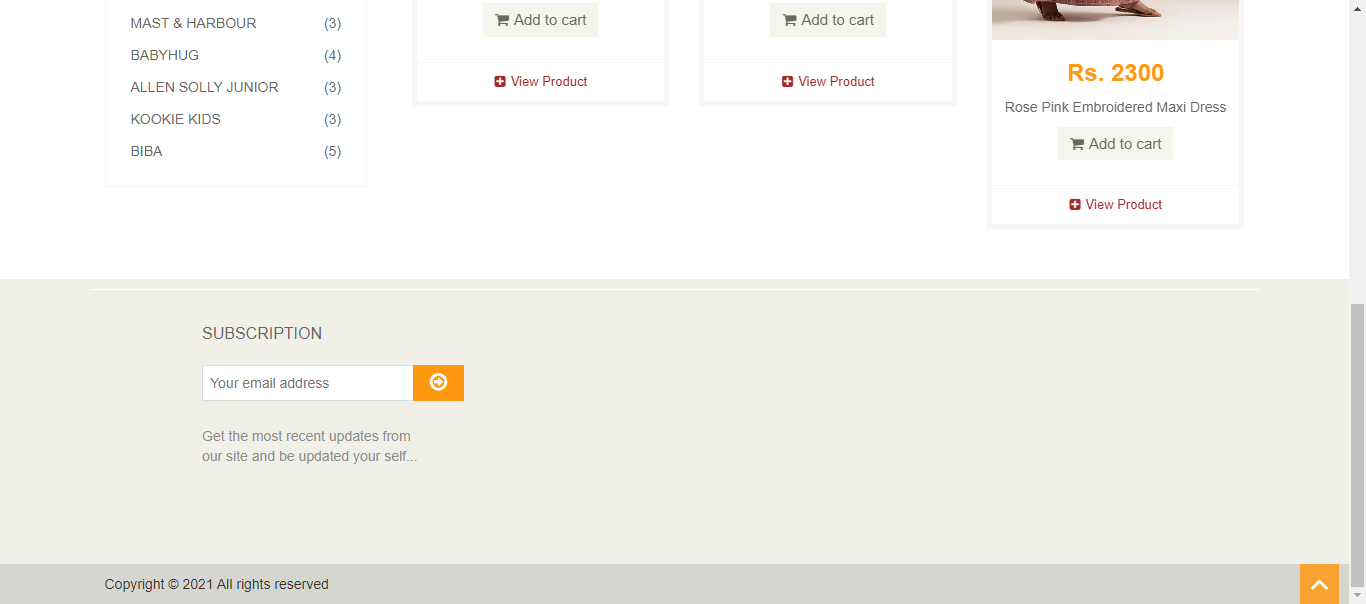 MAST & HARBOUR (3)
BABYHUG (4)
ALLEN SOLLY JUNIOR (3)
KOOKIE KIDS (3)
BIBA (5)
Add to cart
View Product
Add to cart
View Product
Rs. 2300
Rose Pink Embroidered Maxi Dress
Add to cart
View Product
SUBSCRIPTION
Your email address
Get the most recent updates from
our site and be updated your self...
Copyright © 2021 All rights reserved